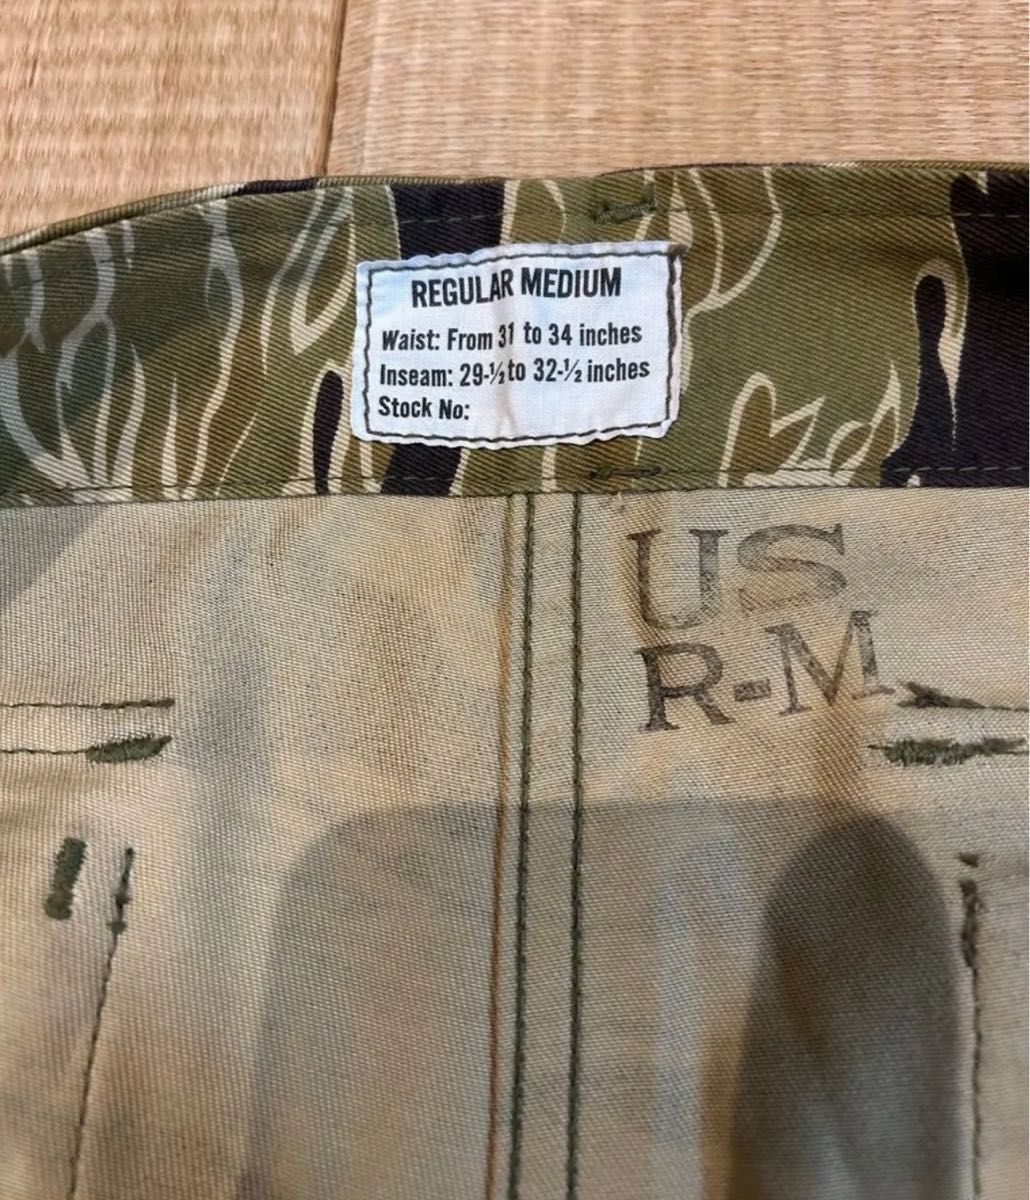 REGULAR MEDIUM
Waist: From 31 to 34 inches
Inseam: 29-½ to 32-½ inches
Stock No:
US
R-M